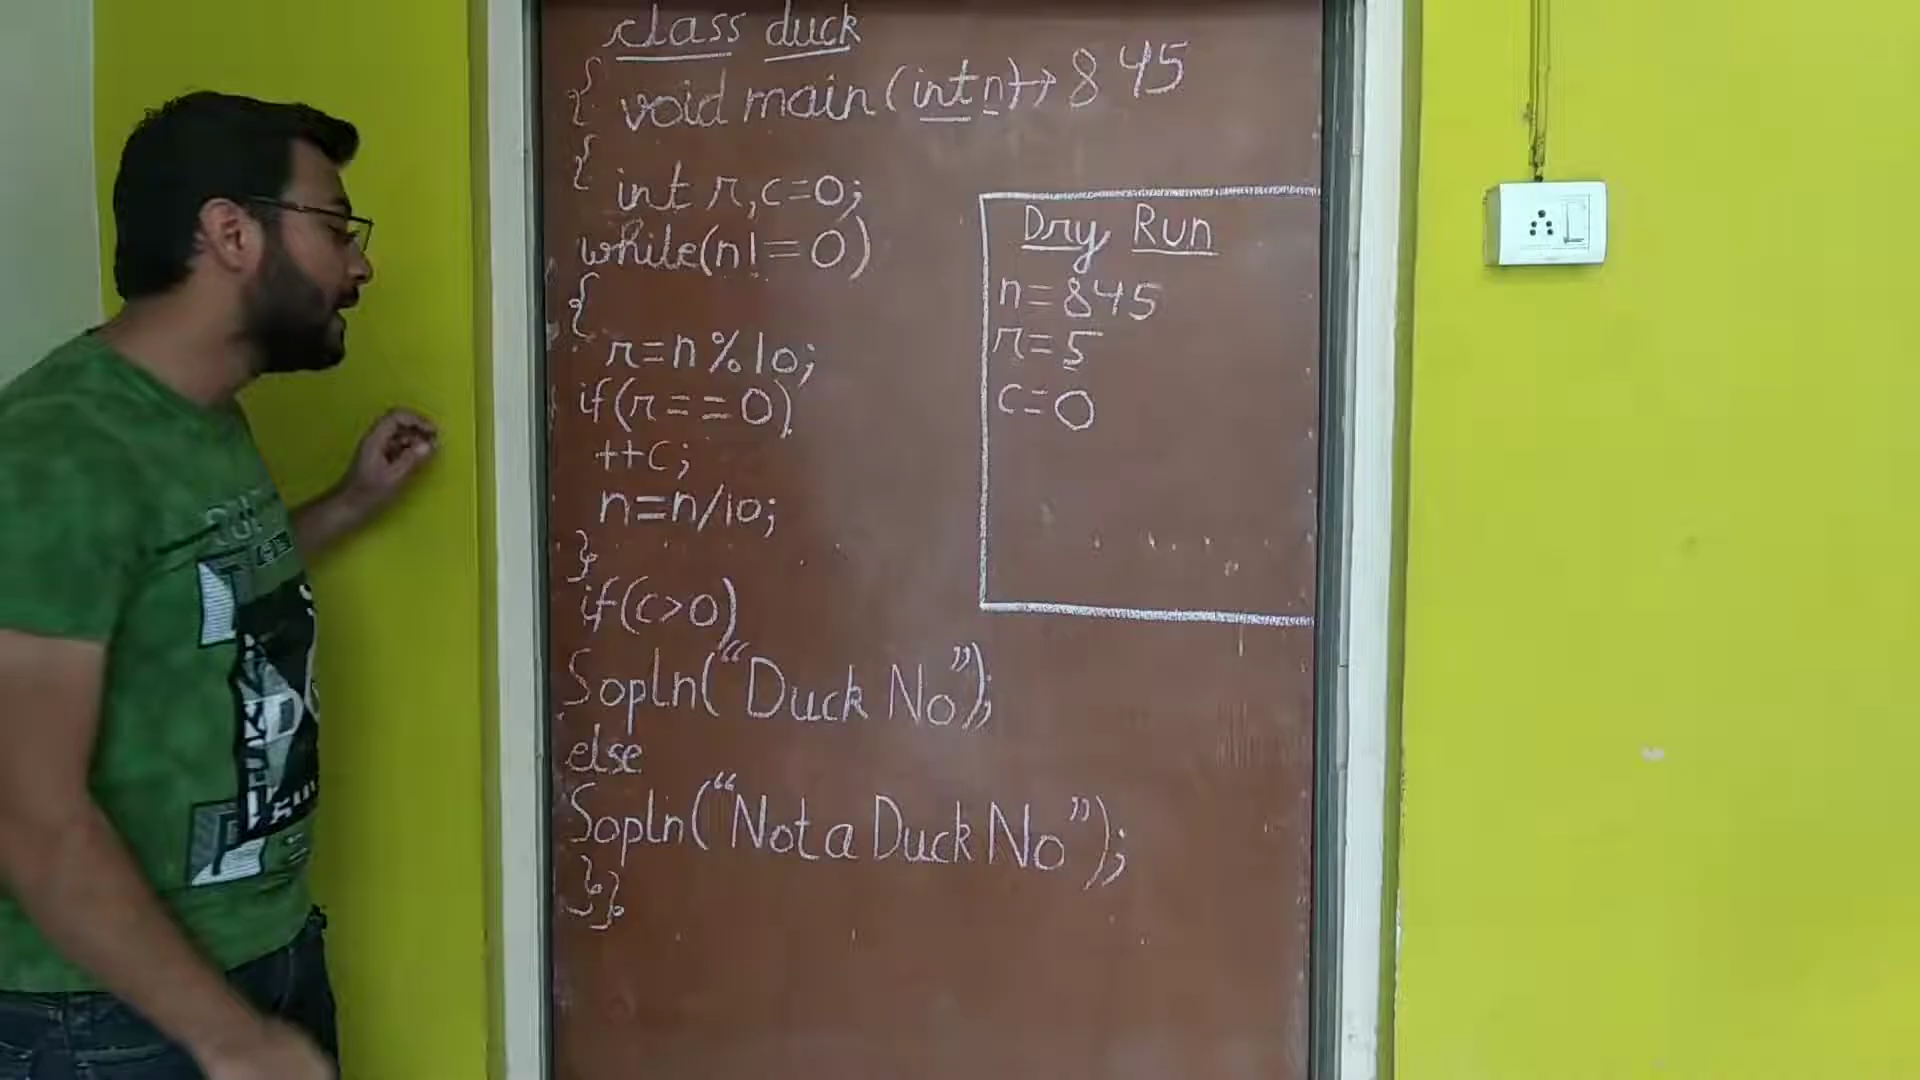 class duck
{ void main(int n)→ 845
{ int r,c=0;
while(n!=0)
{
r=n%10;
if(r==0)
++c;
n=n/10;
}
if(c>0)
Sopln("Duck No");
else
Sopln("Not a Duck No");
}}
Dry Run
n=845
r=5
c=0